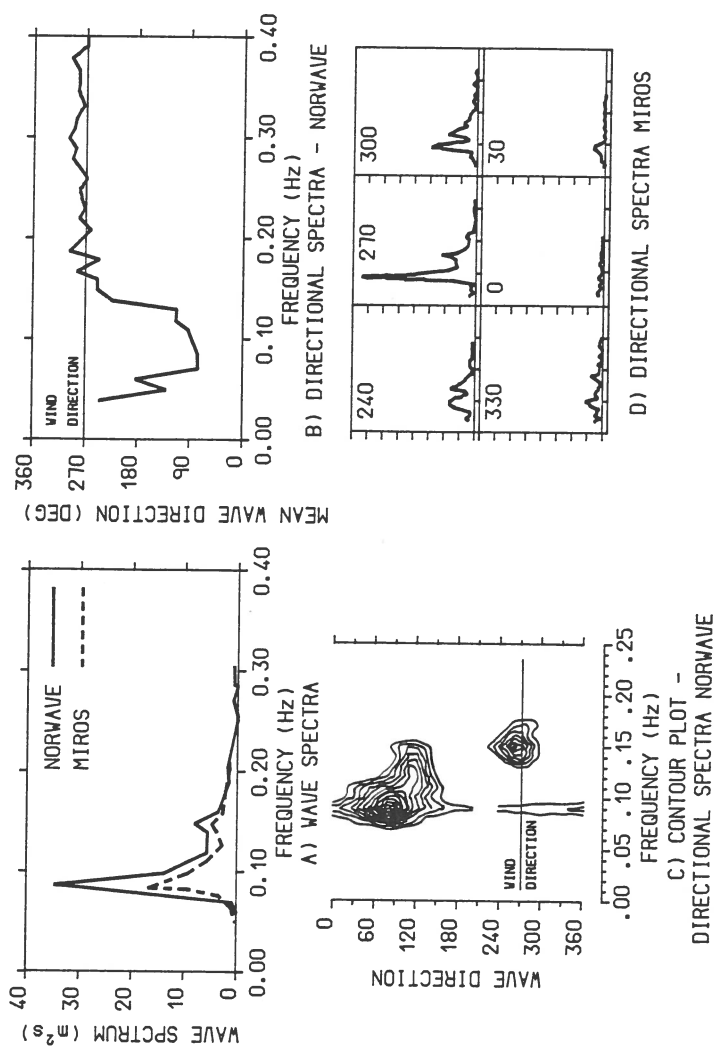 WAVE SPCTRUM (m²s)
40
30
20
10
0
NORWAVE
MIROS
0.00
0.10
0.20
0.30
0.40
FREQUENCY (Hz)
A) WAVE SPECTRA
MEAN WAVE DIRECTION (DEG)
360
270
180
90
0
WIND
DIRECTION
0.00
0.10
0.20
0.30
0.40
FREQUENCY (Hz)
B) DIRECTIONAL SPECTRA - NORWAVE
WAVE DIRECTION
0
60
120
180
240
300
360
WIND
DIRECTION
.00
.05
.10
.15
.20
.25
FREQUENCY (Hz)
C) CONTOUR PLOT -
DIRECTIONAL SPECTRA NORWAVE
240
270
300
330
0
30
D) DIRECTIONAL SPECTRA MIROS